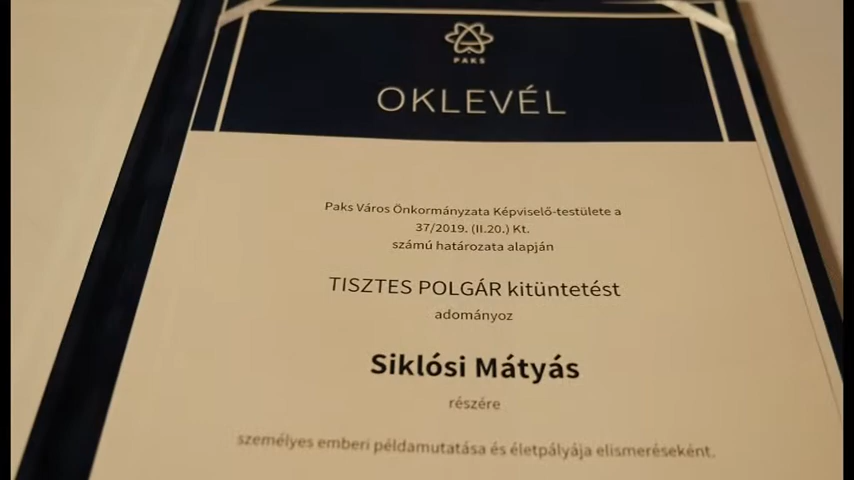 PAKS
OKLEVÉL
Paks Város Önkormányzata Képviselő-testülete a
37/2019. (II.20.) Kt.
számú határozata alapján
TISZTES POLGÁR kitüntetést
adományoz
Siklósi Mátyás
részére
személyes emberi példamutatása és életpályája elismeréseként.